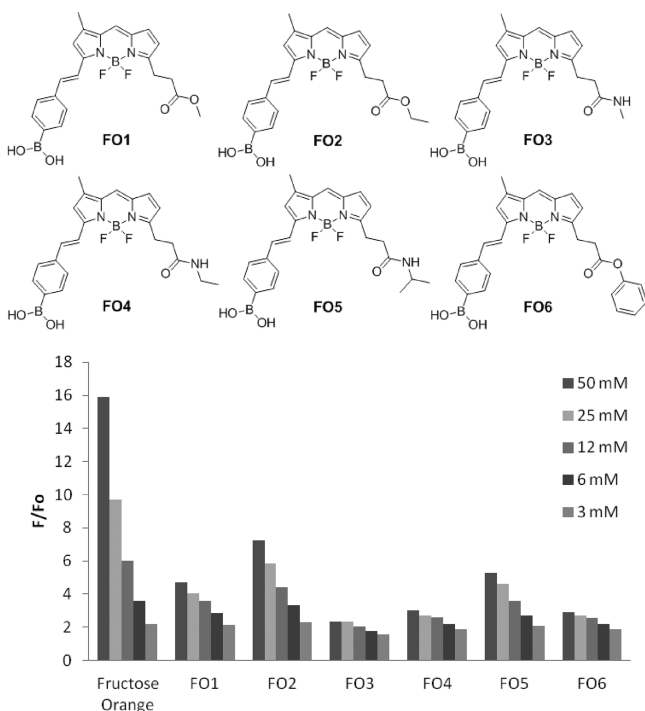 N N
B
F F
O
O
HO B OH
FO1
N N
B
F F
O
O
HO B OH
FO2
N N
B
F F
O
NH
HO B OH
FO3
N N
B
F F
O
N
H
HO B OH
FO4
N N
B
F F
O
NH
HO B OH
FO5
N N
B
F F
O
O
HO B OH
FO6
18
16
14
12
10
8
6
4
2
0
F/Fo
50 mM
25 mM
12 mM
6 mM
3 mM
Fructose
Orange
FO1
FO2
FO3
FO4
FO5
FO6